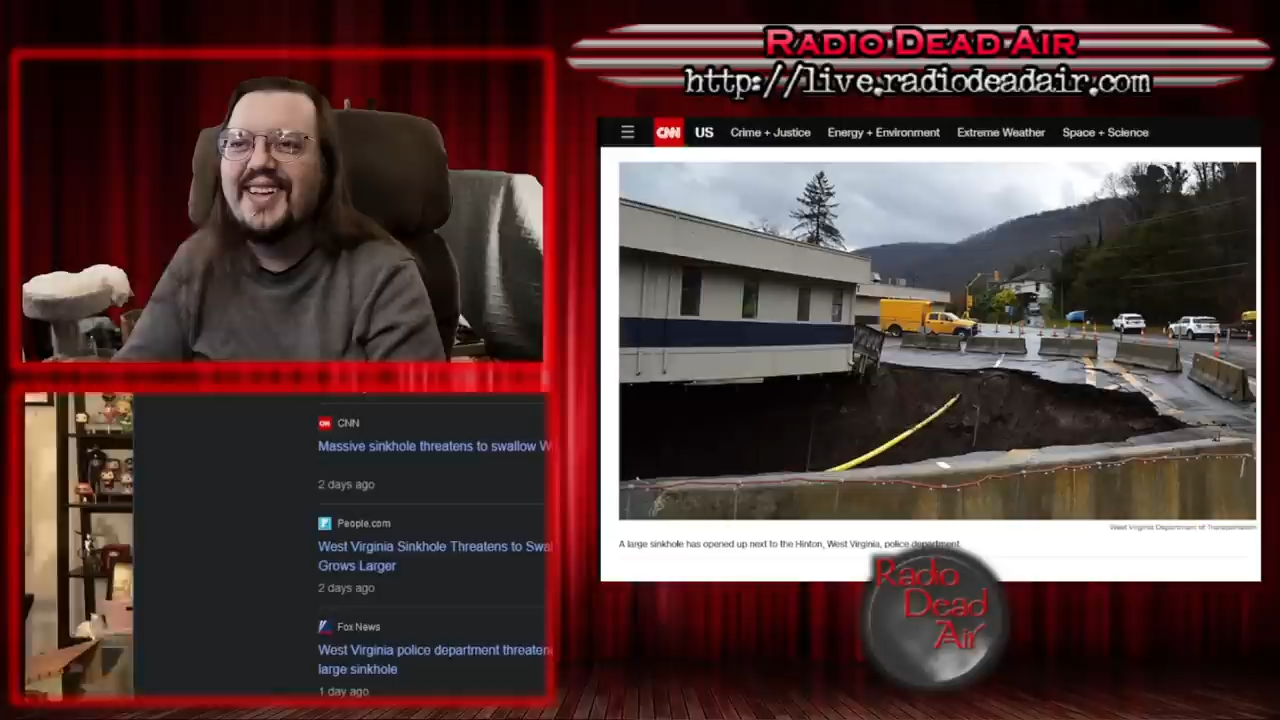 Radio Dead Air
http://live.radiodeadair.com
CNN US Crime + Justice Energy + Environment Extreme Weather Space + Science
West Virginia Department of Transportation
A large sinkhole has opened up next to the Hinton, West Virginia, police department.
CNN
Massive sinkhole threatens to swallow W
2 days ago
People.com
West Virginia Sinkhole Threatens to Swal
Grows Larger
2 days ago
Fox News
West Virginia police department threaten
large sinkhole
1 day ago
Radio
Dead
Air